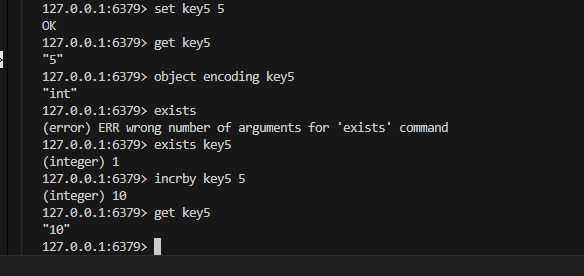 127.0.0.1:6379> set key5 5
OK
127.0.0.1:6379> get key5
"5"
127.0.0.1:6379> object encoding key5
"int"
127.0.0.1:6379> exists
(error) ERR wrong number of arguments for 'exists' command
127.0.0.1:6379> exists key5
(integer) 1
127.0.0.1:6379> incrby key5 5
(integer) 10
127.0.0.1:6379> get key5
"10"
127.0.0.1:6379>